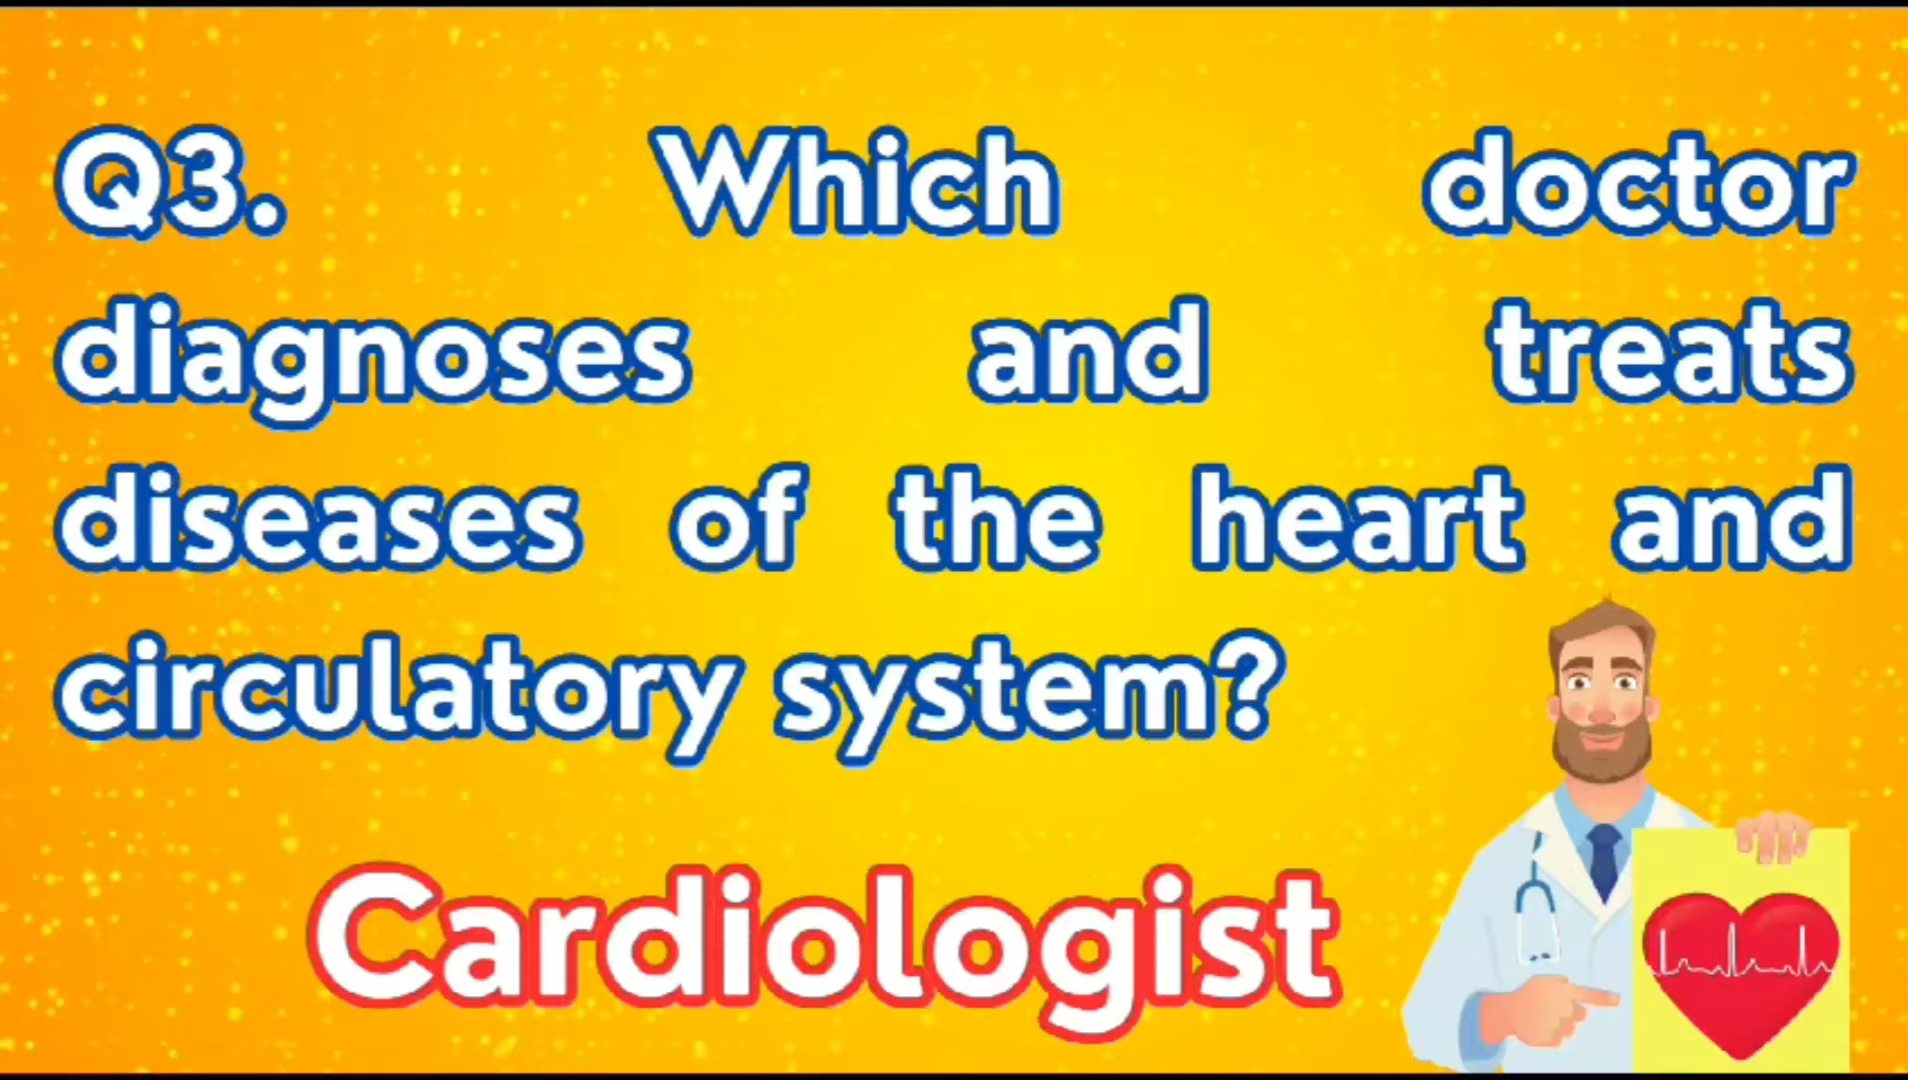 Q3. Which doctor
diagnoses and treats
diseases of the heart and
circulatory system?
Cardiologist